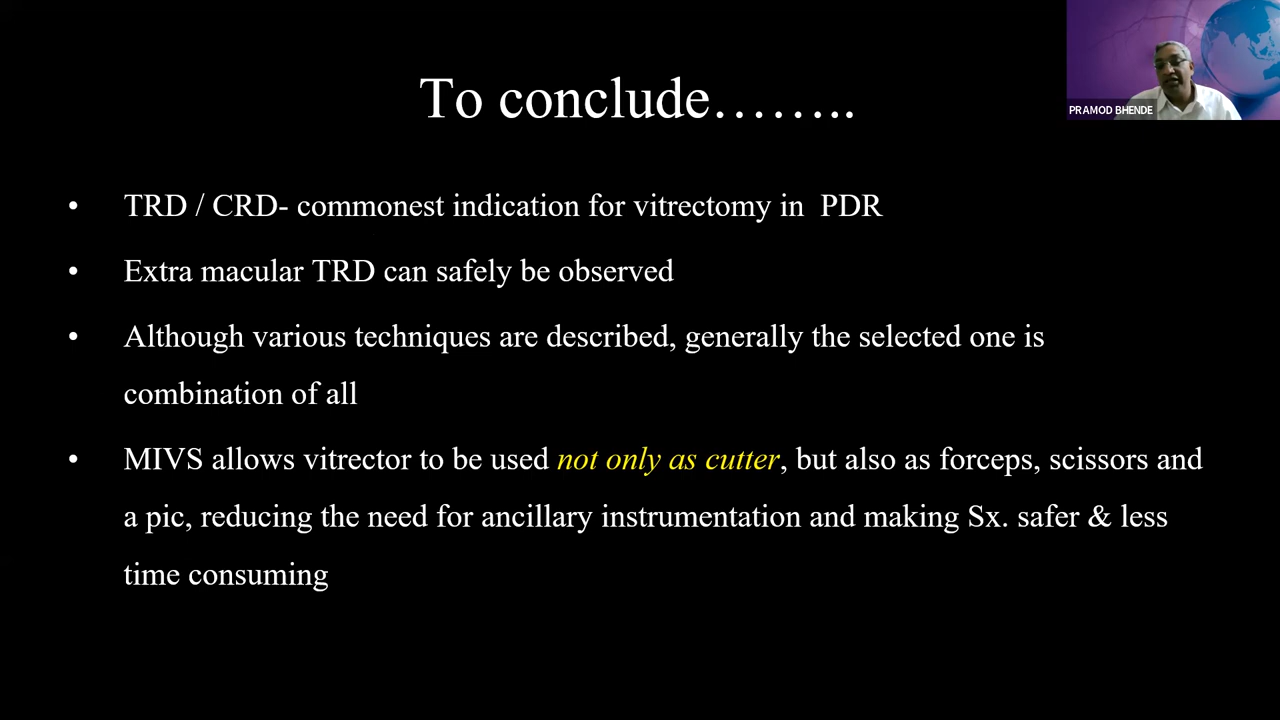 To conclude……..
PRAMOD BHENDE
• TRD / CRD- commonest indication for vitrectomy in PDR
• Extra macular TRD can safely be observed
• Although various techniques are described, generally the selected one is
combination of all
• MIVS allows vitrector to be used not only as cutter, but also as forceps, scissors and
a pic, reducing the need for ancillary instrumentation and making Sx. safer & less
time consuming